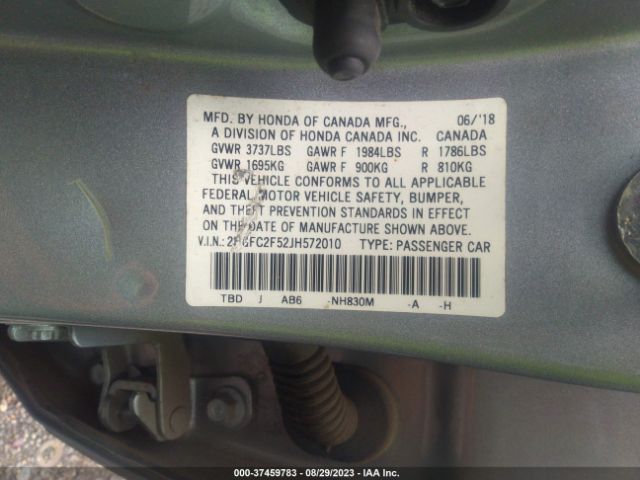 MFD. BY HONDA OF CANADA MFG., 06/'18
A DIVISION OF HONDA CANADA INC. CANADA
GVWR 3737LBS GAWR F 1984LBS R 1786LBS
GVWR 1695KG GAWR F 900KG R 810KG
THIS VEHICLE CONFORMS TO ALL APPLICABLE
FEDERAL MOTOR VEHICLE SAFETY, BUMPER,
AND THEFT PREVENTION STANDARDS IN EFFECT
ON THE DATE OF MANUFACTURE SHOWN ABOVE.
V.I.N.: TYPE: PASSENGER CAR
TBD J AB6 -NH830M -A -H
000-37459783 - 08/29/2023 - IAA Inc.